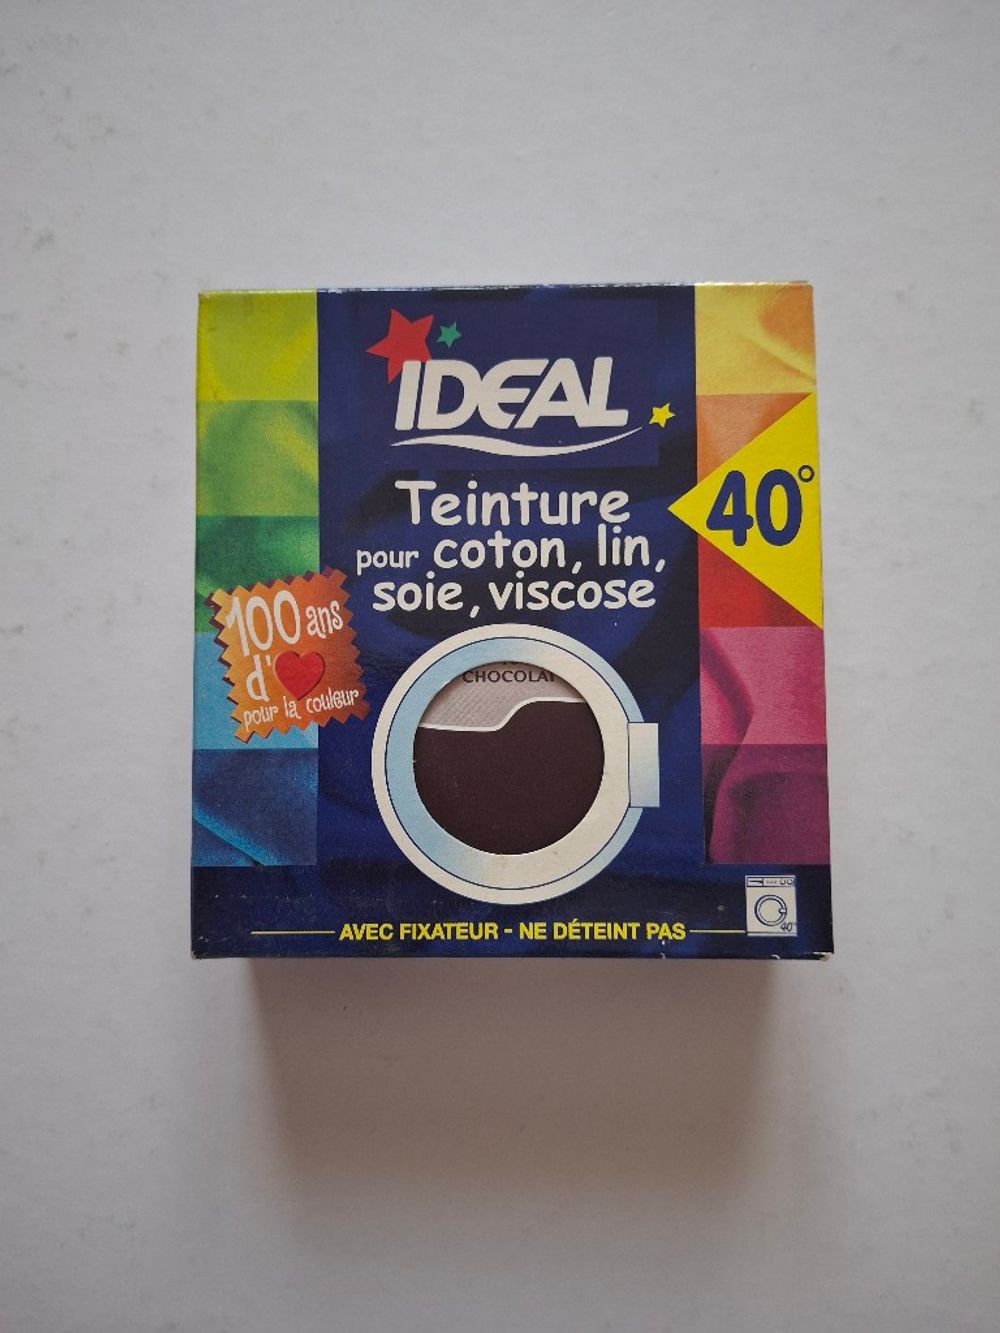 IDEAL
Teinture
pour coton, lin,
soie, viscose
40°
100 ans
d'
pour la couleur
CHOCOLAT
AVEC FIXATEUR - NE DÉTEINT PAS
40°